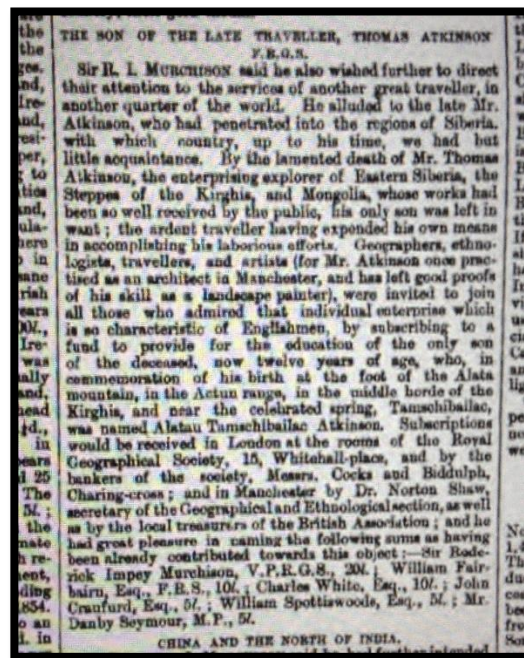 THE SON OF THE LATE TRAVELLER, THOMAS ATKINSON
F.R.G.S.
Sir R. I. MURCHISON said he also wished further to direct
their attention to the services of another great traveller, in
another quarter of the world. He alluded to the late Mr.
Atkinson, who had penetrated into the regions of Siberia.
with which country, up to his time, we had but
little acquaintance. By the lamented death of Mr. Thomas
Atkinson, the enterprising explorer of Eastern Siberia, the
Steppes of the Kirghis, and Mongolia, whose works had
been so well received by the public, his only son was left in
want; the ardent traveller having expended his own means
in accomplishing his laborious efforts. Geographers, ethno-
logists, travellers, and artists (for Mr. Atkinson once prac-
tised as an architect in Manchester, and has left good proofs
of his skill as a landscape painter), were invited to join
all those who admired that individual enterprise which
is so characteristic of Englishmen, by subscribing to a
fund to provide for the education of the only son
of the deceased, now twelve years of age, who, in
commemoration of his birth at the foot of the Alata
mountain, in the Actun range, in the middle horde of the
Kirghis, and near the celebrated spring, Tamschibailac,
was named Alatau Tamschibailac Atkinson. Subscriptions
would be received in London at the rooms of the Royal
Geographical Society, 15, Whitehall-place, and by the
bankers of the society, Messrs. Cocks and Biddulph,
Charing-cross; and in Manchester by Dr. Norton Shaw,
secretary of the Geographical and Ethnological section, as well
as by the local treasurers of the British Association; and he
had great pleasure in naming the following sums as having
been already contributed towards this object:—Sir Rode-
rick Impey Murchison, V.P.R.G.S., 20l.; William Fair-
bairn, Esq., F.R.S., 10l.; Charles White, Esq., 10l.; John
Craufurd, Esq., 5l.; William Spottiswoode, Esq., 5l.; Mr.
Danby Seymour, M.P., 5l.
CHINA AND THE NORTH OF INDIA.